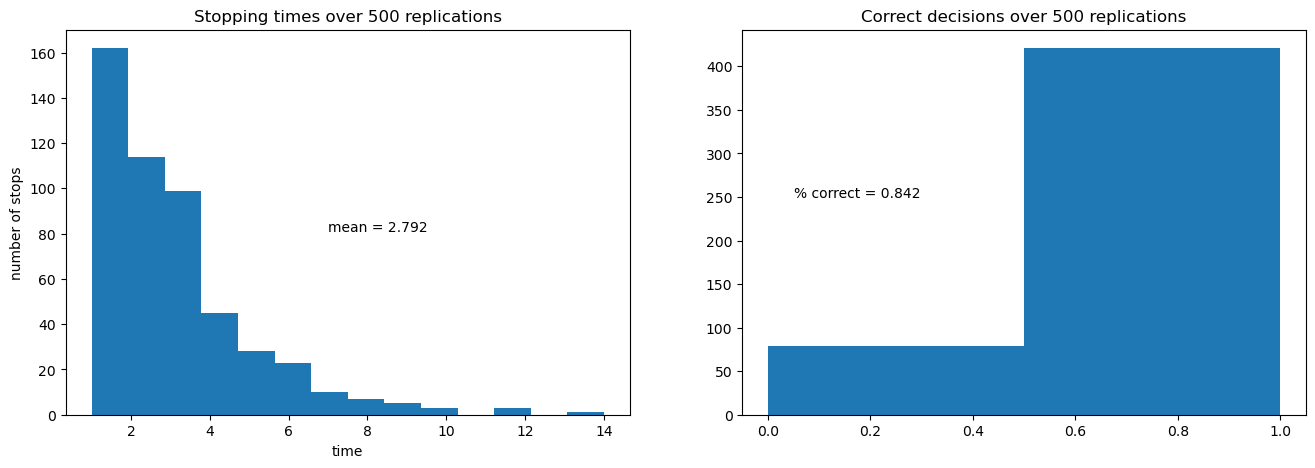 Stopping times over 500 replications
160
140
120
100
80
60
40
20
0
number of stops
mean = 2.792
2 4 6 8 10 12 14
time
Correct decisions over 500 replications
400
350
300
250
200
150
100
50
0
% correct = 0.842
0.0 0.2 0.4 0.6 0.8 1.0